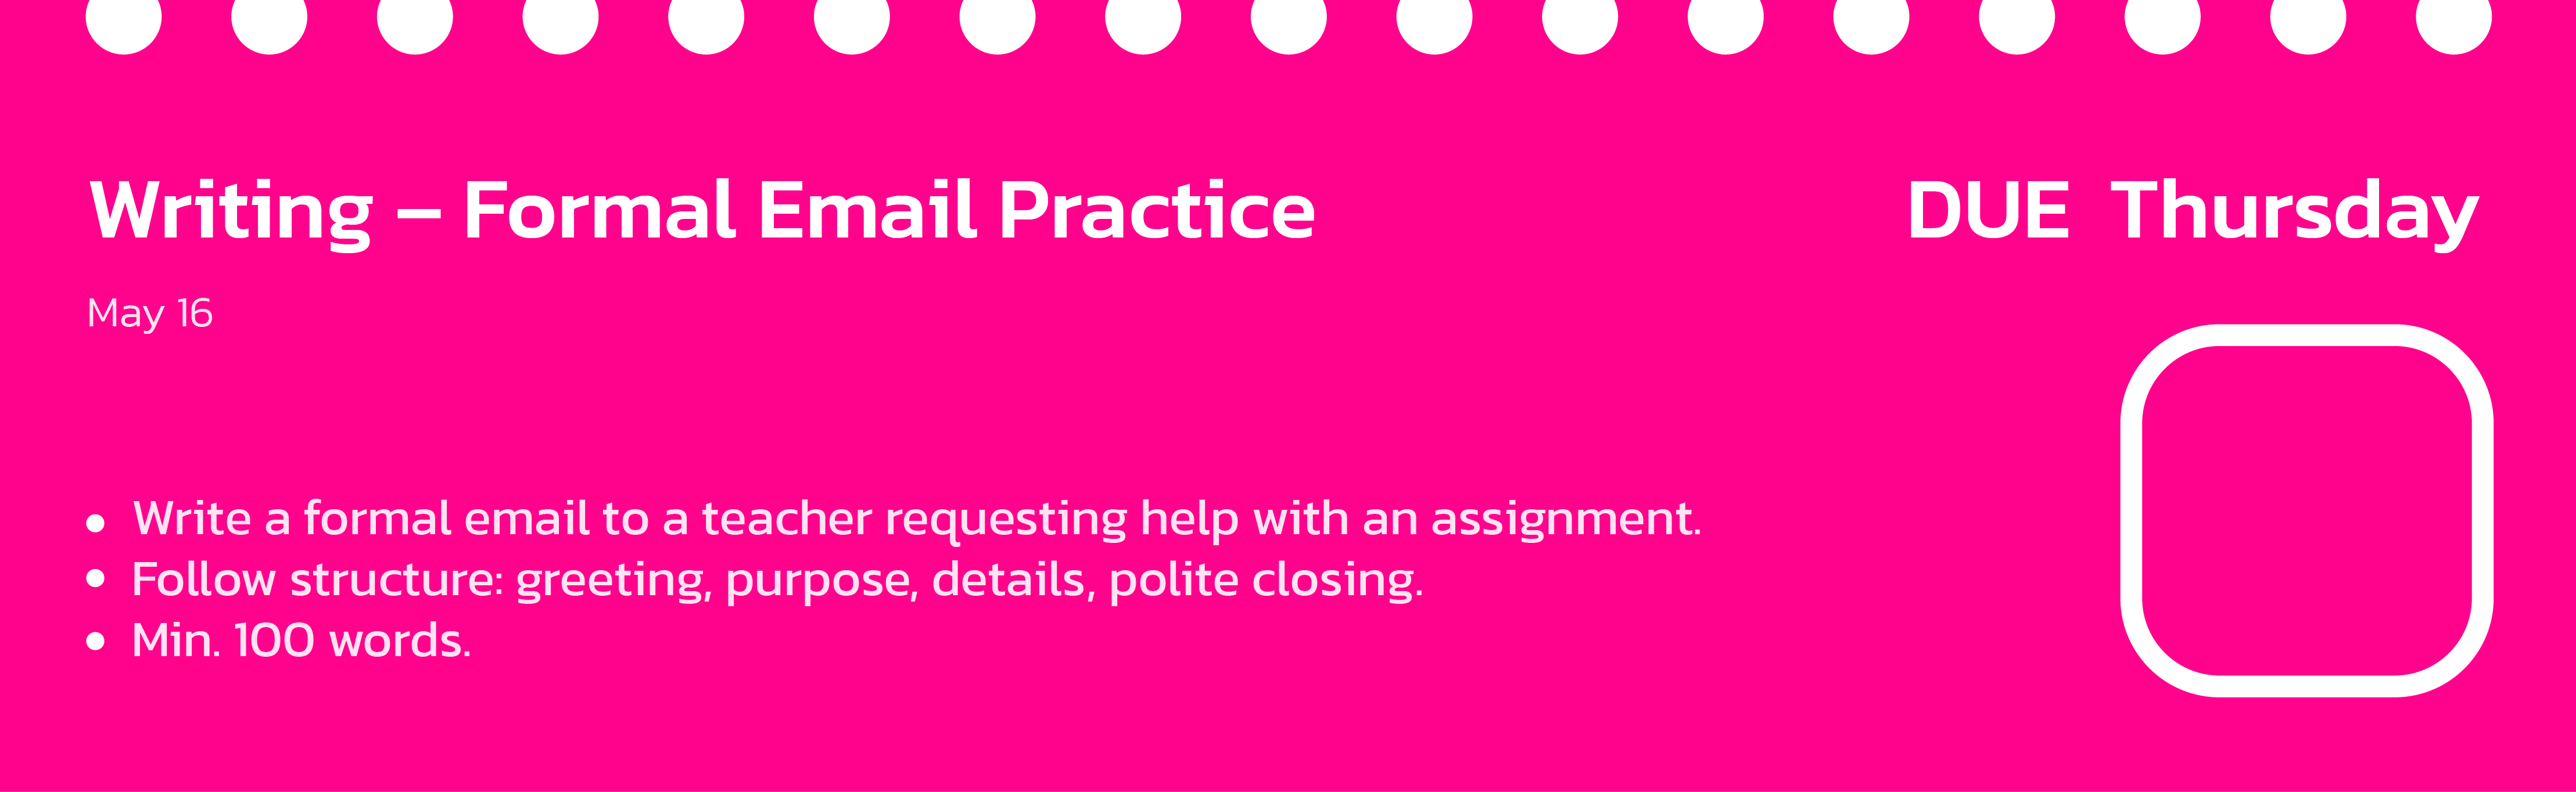 Writing – Formal Email Practice
DUE Thursday
May 16
• Write a formal email to a teacher requesting help with an assignment.
• Follow structure: greeting, purpose, details, polite closing.
• Min. 100 words.